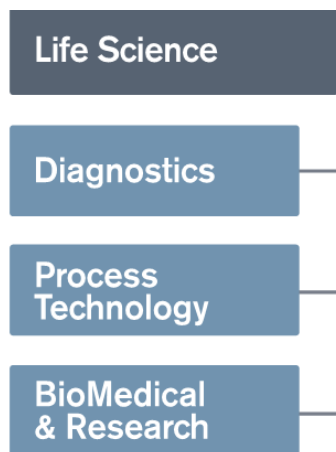 Life Science
Diagnostics
Process
Technology
BioMedical
& Research